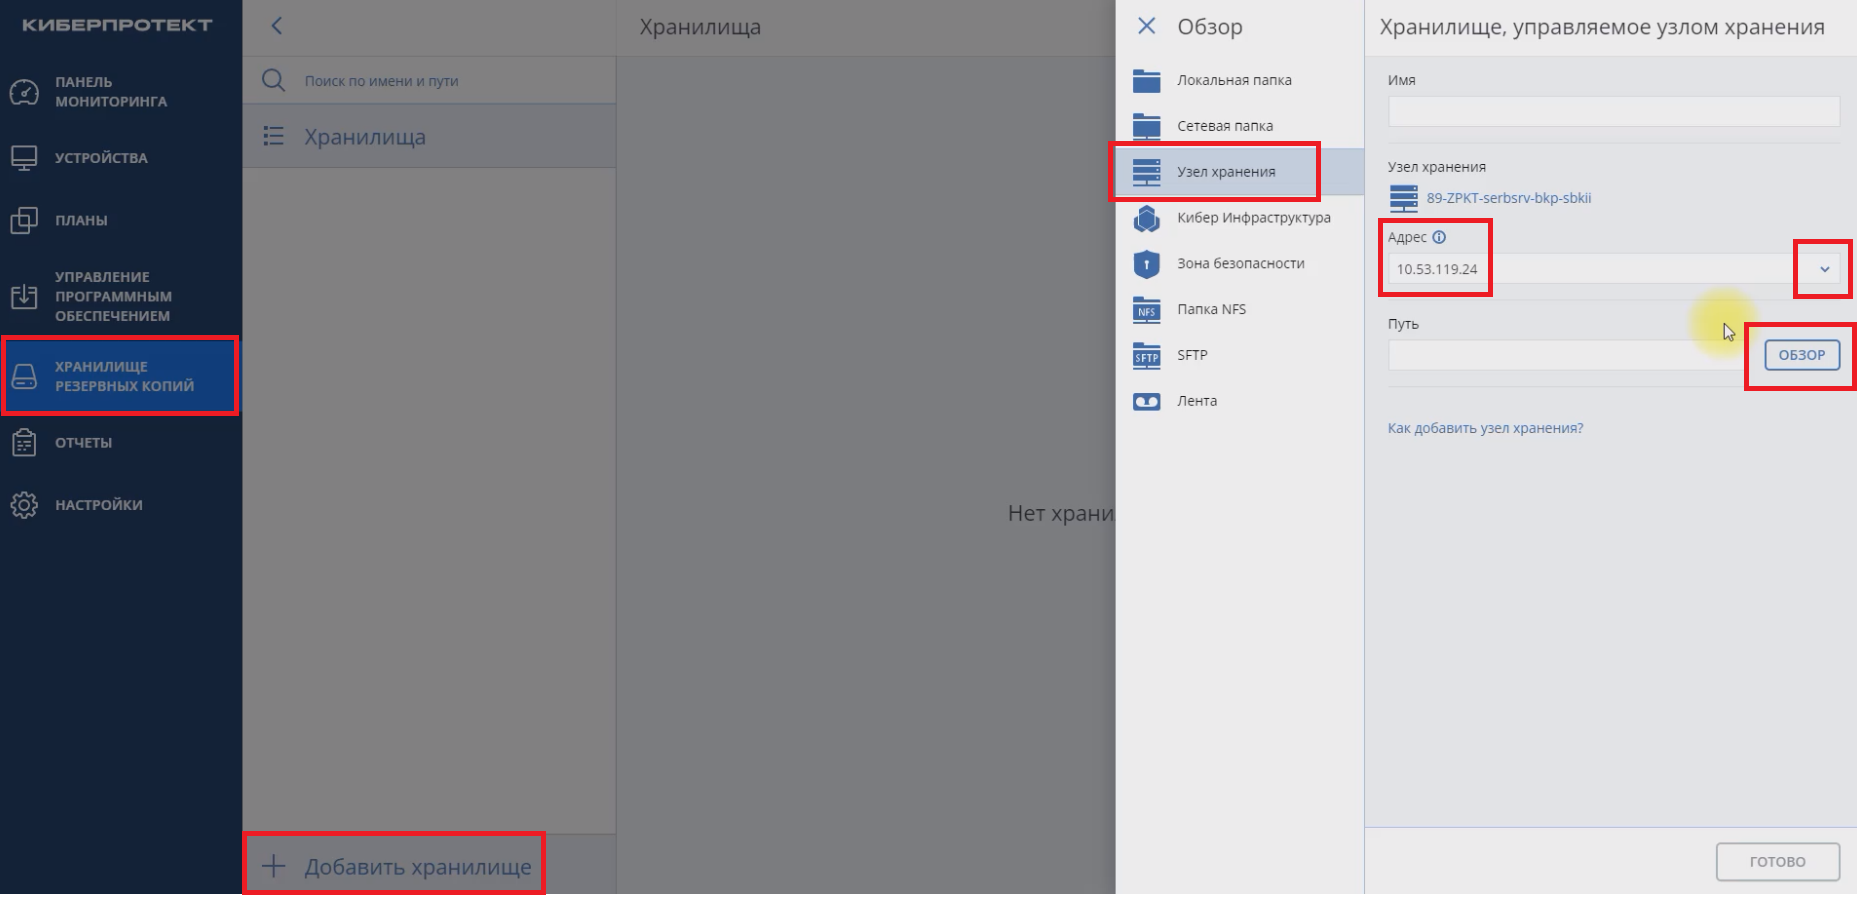 КИБЕРПРОТЕКТ
ПАНЕЛЬ
МОНИТОРИНГА
УСТРОЙСТВА
ПЛАНЫ
УПРАВЛЕНИЕ
ПРОГРАММНЫМ
ОБЕСПЕЧЕНИЕМ
ХРАНИЛИЩЕ
РЕЗЕРВНЫХ КОПИЙ
ОТЧЕТЫ
НАСТРОЙКИ
Поиск по имени и пути
Хранилища
Добавить хранилище
Хранилища
Нет храни
Обзор
Локальная папка
Сетевая папка
Узел хранения
Кибер Инфраструктура
Зона безопасности
NFS
Папка NFS
SFTP
SFTP
Лента
Хранилище, управляемое узлом хранения
Имя
Узел хранения
89-ZPKT-serbsrv-bkp-sbkii
Адрес
10.53.119.24
Путь
ОБЗОР
Как добавить узел хранения?
ГОТОВО